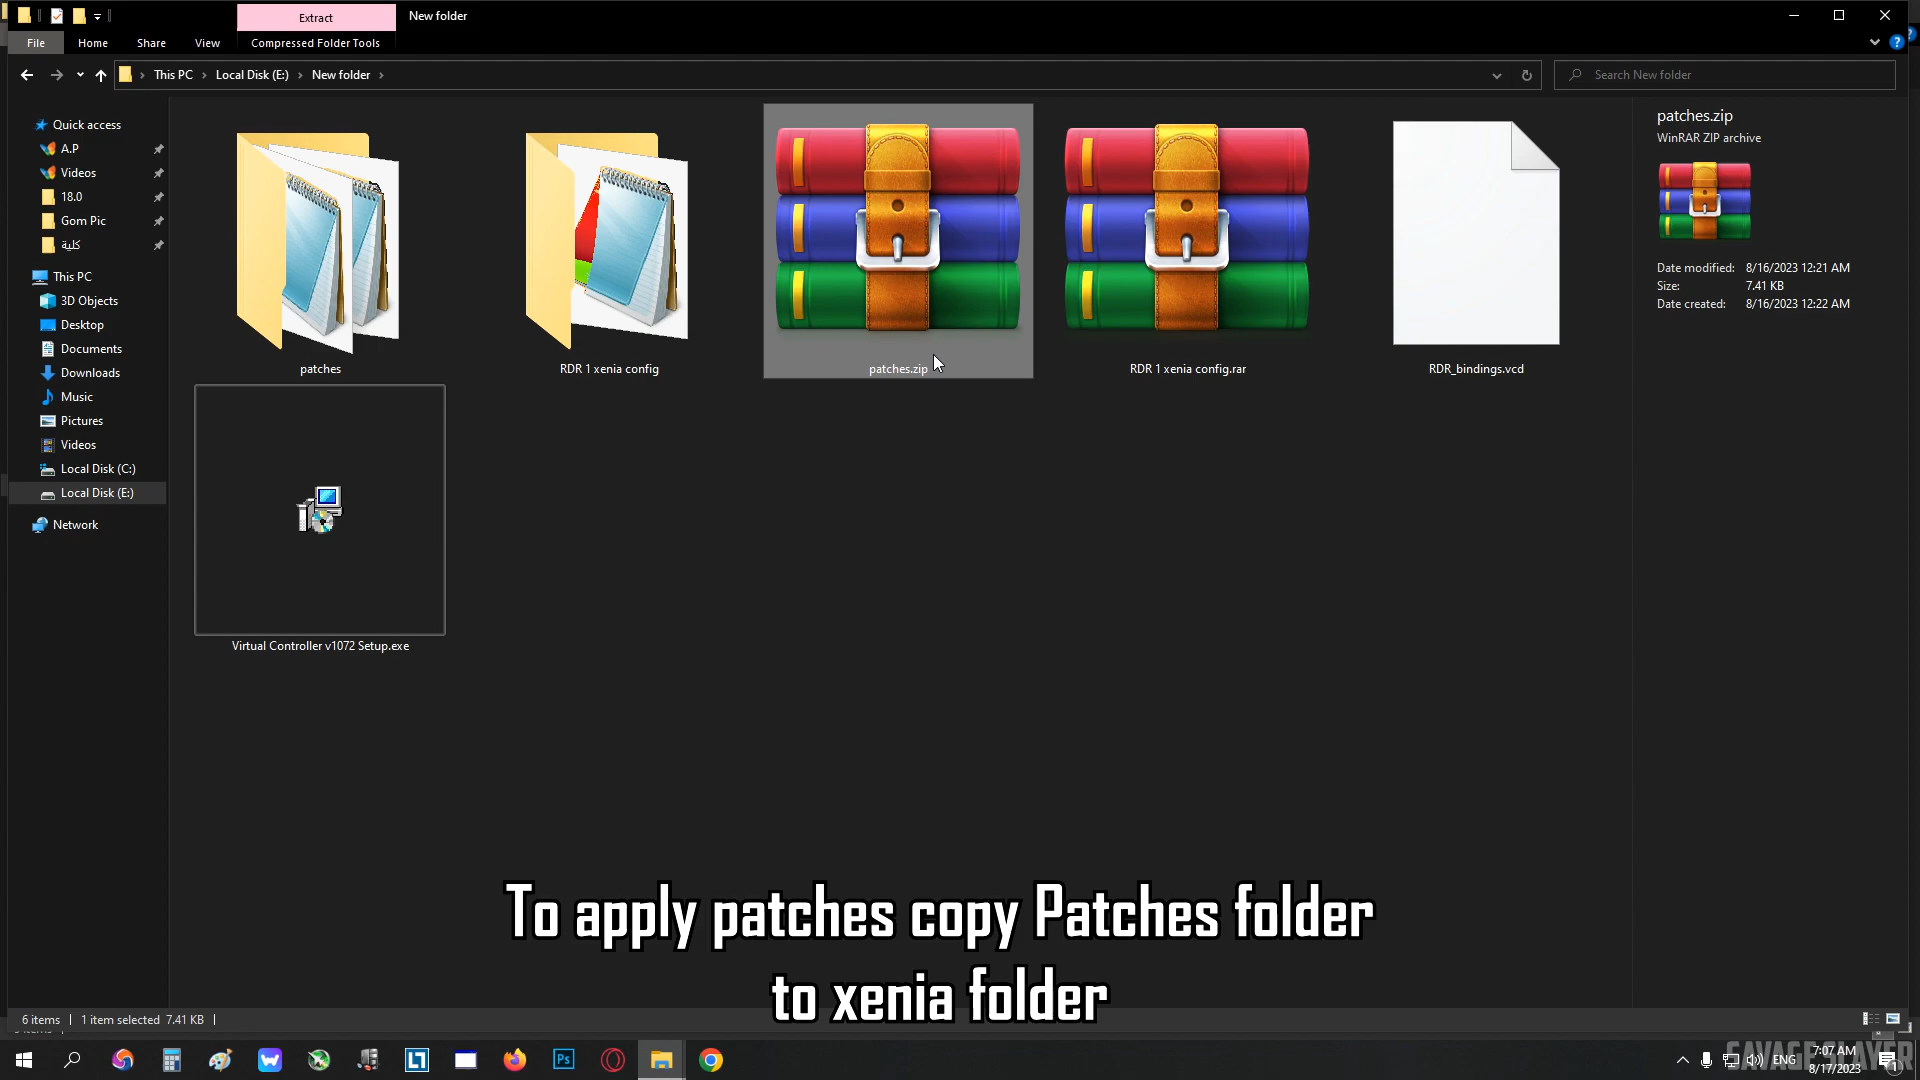 Extract
New folder
File
Home
Share
View
Compressed Folder Tools
This PC
Local Disk (E:)
New folder
Search New folder
Quick access
A.P
Videos
18.0
Gom Pic
كلية
This PC
3D Objects
Desktop
Documents
Downloads
Music
Pictures
Videos
Local Disk (C:)
Local Disk (E:)
Network
patches
RDR 1 xenia config
patches.zip
RDR 1 xenia config.rar
RDR_bindings.vcd
Virtual Controller v1072 Setup.exe
patches.zip
WinRAR ZIP archive
Date modified: 8/16/2023 12:21 AM
Size: 7.41 KB
Date created: 8/16/2023 12:22 AM
To apply patches copy Patches folder
to xenia folder
6 items
1 item selected 7.41 KB
Ps
ENG
7:07 AM
8/17/2023
SAVAGE SLAYER